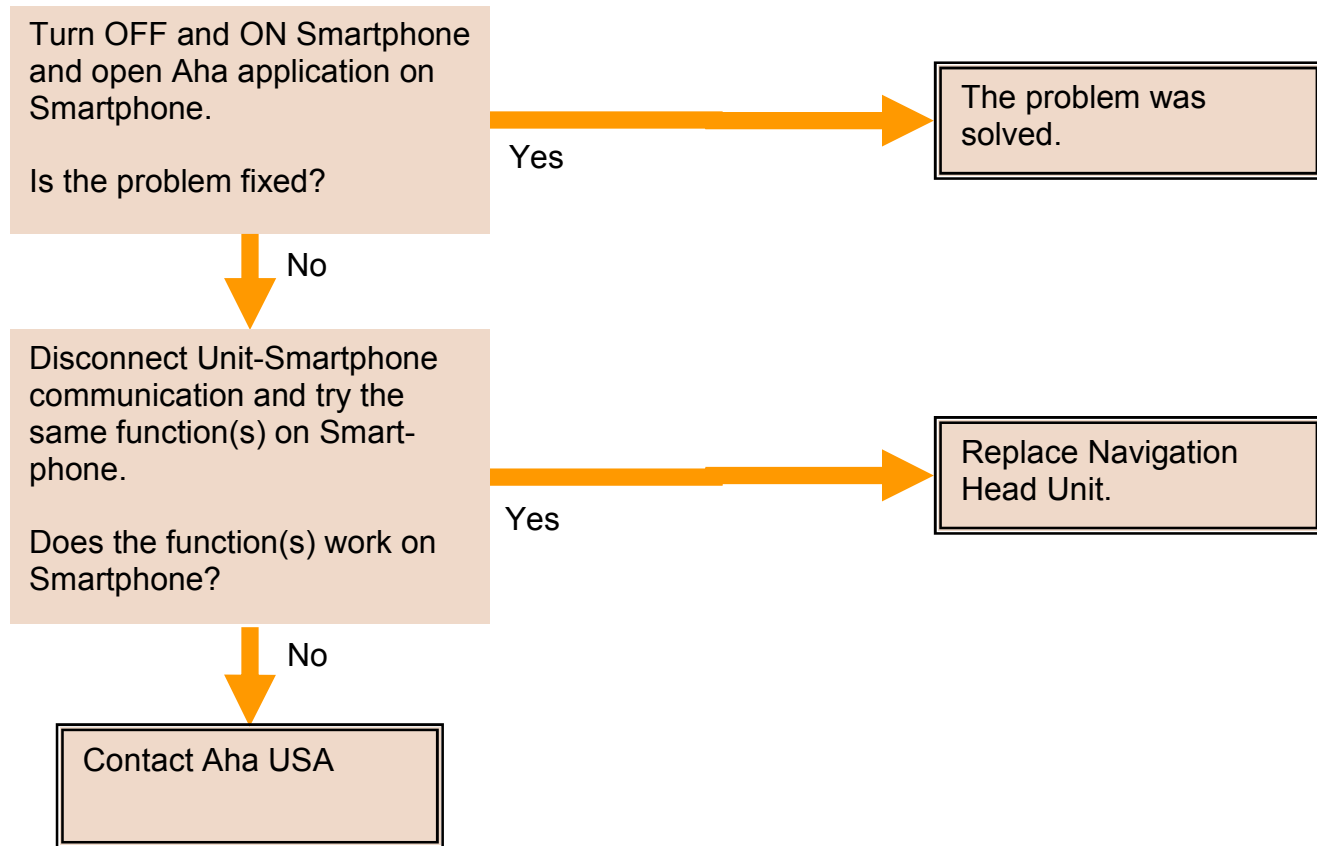 Turn OFF and ON Smartphone
and open Aha application on
Smartphone.
Is the problem fixed?
Yes
The problem was
solved.
No
Disconnect Unit-Smartphone
communication and try the
same function(s) on Smart-
phone.
Does the function(s) work on
Smartphone?
Yes
Replace Navigation
Head Unit.
No
Contact Aha USA